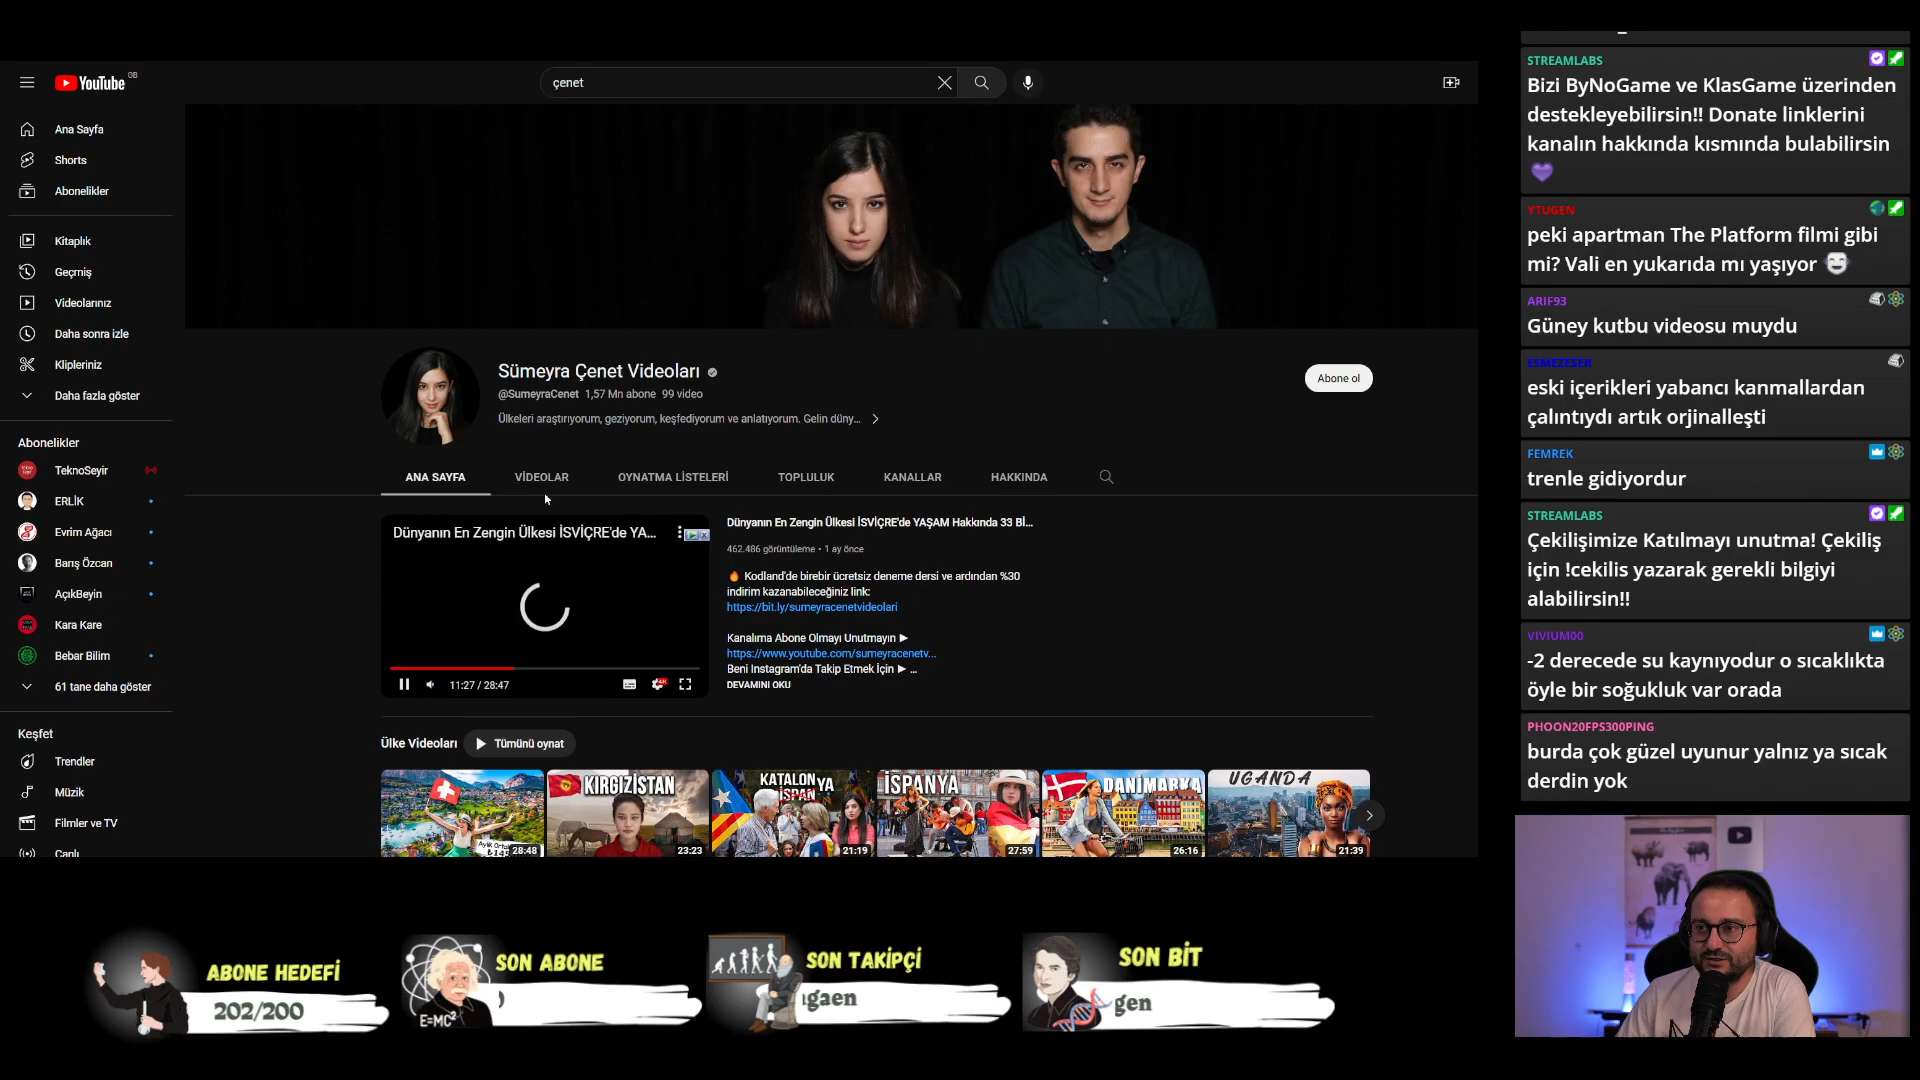 YouTube GB
çenet
Ana Sayfa
Shorts
Abonelikler
Kitaplık
Geçmiş
Videolarınız
Daha sonra izle
Klipleriniz
Daha fazla göster
Abonelikler
TeknoSeyir
ERLİK
Evrim Ağacı
Barış Özcan
AçıkBeyin
Kara Kare
Bebar Bilim
61 tane daha göster
Keşfet
Trendler
Müzik
Filmler ve TV
Canlı
Sümeyra Çenet Videoları
@SumeyraCenet 1,57 Mn abone 99 video
Ülkeleri araştırıyorum, geziyorum, keşfediyorum ve anlatıyorum. Gelin düny...
Abone ol
ANA SAYFA
VİDEOLAR
OYNATMA LİSTELERİ
TOPLULUK
KANALLAR
HAKKINDA
Dünyanın En Zengin Ülkesi İSVİÇRE'de YA...
11:27 / 28:47
Dünyanın En Zengin Ülkesi İSVİÇRE'de YAŞAM Hakkında 33 Bİ...
462.486 görüntüleme • 1 ay önce
🔥 Kodland'de birebir ücretsiz deneme dersi ve ardından %30
indirim kazanabileceğiniz link:
https://bit.ly/sumeyracenetvideolari
Kanalıma Abone Olmayı Unutmayın ►
https://www.youtube.com/sumeyracenetv...
Beni Instagram'da Takip Etmek İçin ► ...
DEVAMINI OKU
Ülke Videoları
Tümünü oynat
28:48
KIRGIZİSTAN
23:23
KATALONYA
İSPAN
21:19
İSPANYA
27:59
DANİMARKA
26:16
UGANDA
21:39
STREAMLABS
Bizi ByNoGame ve KlasGame üzerinden
destekleyebilirsin!! Donate linklerini
kanalın hakkında kısmında bulabilirsin
💜
YTUGEN
peki apartman The Platform filmi gibi
mi? Vali en yukarıda mı yaşıyor
ARIF93
Güney kutbu videosu muydu
ESMEZESER
eski içerikleri yabancı kanmallardan
çalıntıydı artık orjinalleşti
FEMREK
trenle gidiyordur
STREAMLABS
Çekilişimize Katılmayı unutma! Çekiliş
için !cekilis yazarak gerekli bilgiyi
alabilirsin!!
VIVIUM00
-2 derecede su kaynıyodur o sıcaklıkta
öyle bir soğukluk var orada
PHOON20FPS300PING
burda çok güzel uyunur yalnız ya sıcak
derdin yok
ABONE HEDEFİ
202/200
E=MC²
SON ABONE
SON TAKİPÇİ
gaen
SON BİT
gen